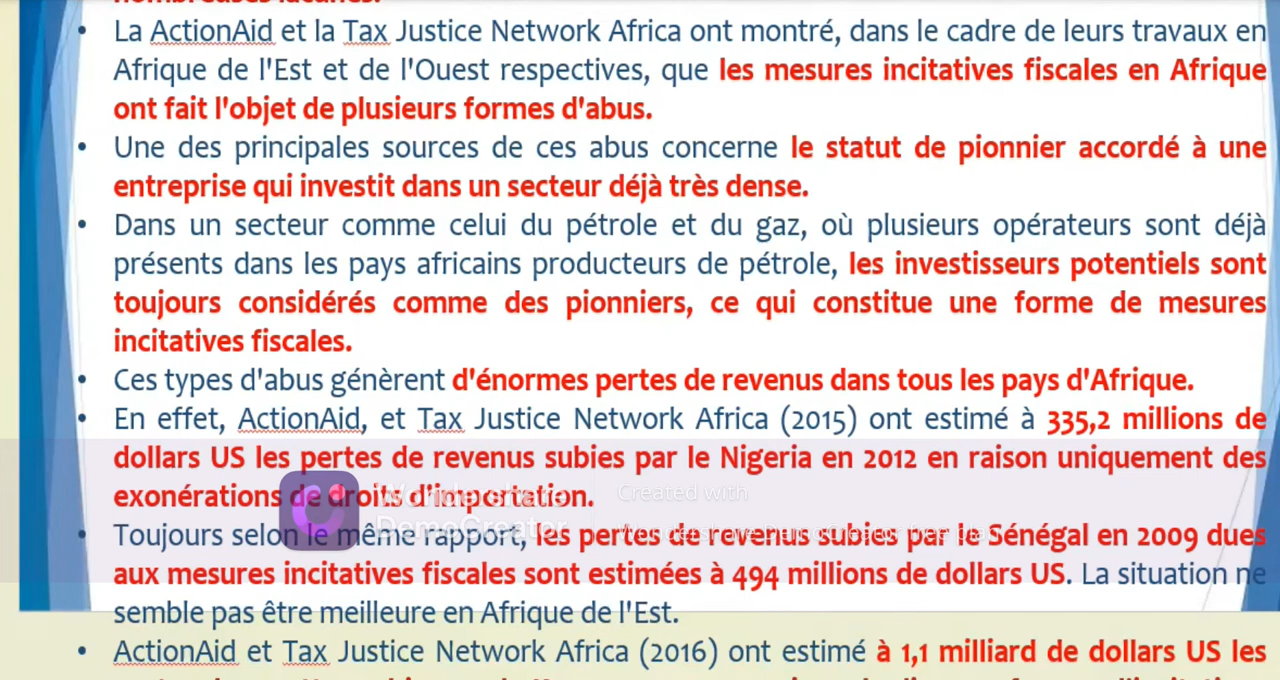 nombreuses lacunes.
• La ActionAid et la Tax Justice Network Africa ont montré, dans le cadre de leurs travaux en
Afrique de l'Est et de l'Ouest respectives, que les mesures incitatives fiscales en Afrique
ont fait l'objet de plusieurs formes d'abus.
• Une des principales sources de ces abus concerne le statut de pionnier accordé à une
entreprise qui investit dans un secteur déjà très dense.
• Dans un secteur comme celui du pétrole et du gaz, où plusieurs opérateurs sont déjà
présents dans les pays africains producteurs de pétrole, les investisseurs potentiels sont
toujours considérés comme des pionniers, ce qui constitue une forme de mesures
incitatives fiscales.
• Ces types d'abus génèrent d'énormes pertes de revenus dans tous les pays d'Afrique.
• En effet, ActionAid, et Tax Justice Network Africa (2015) ont estimé à 335,2 millions de
dollars US les pertes de revenus subies par le Nigeria en 2012 en raison uniquement des
exonérations de droits d'importation.
Wondershare
DemoCreator
Created with
Wondershare DemoCreator free plan
• Toujours selon le même rapport, les pertes de revenus subies par le Sénégal en 2009 dues
aux mesures incitatives fiscales sont estimées à 494 millions de dollars US. La situation ne
semble pas être meilleure en Afrique de l'Est.
• ActionAid et Tax Justice Network Africa (2016) ont estimé à 1,1 milliard de dollars US les